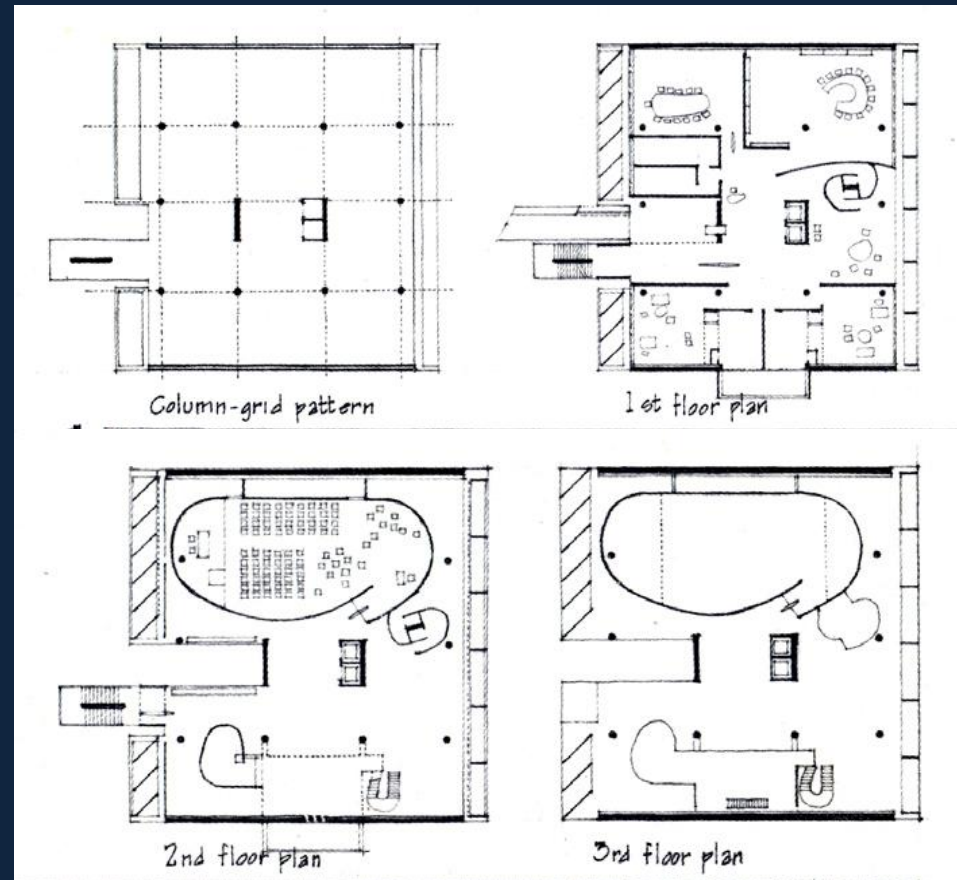 Column-grid pattern
1st floor plan
2nd floor plan
3rd floor plan